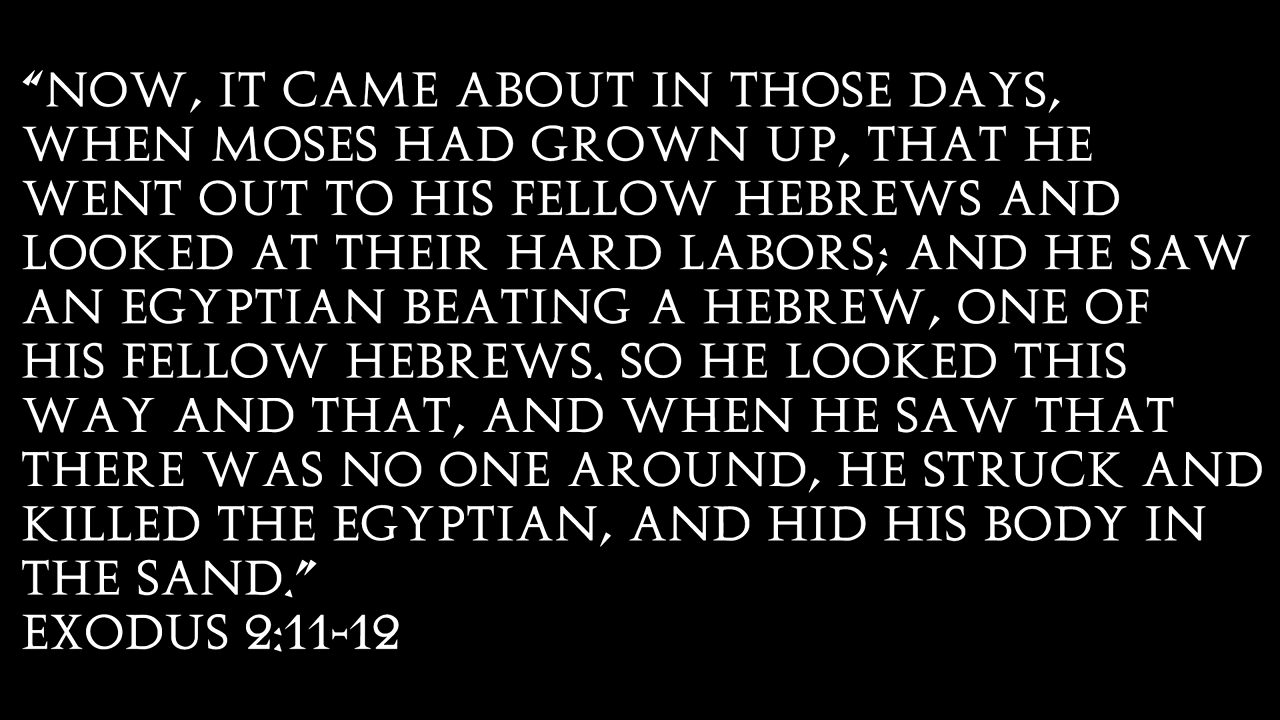 “NOW, IT CAME ABOUT IN THOSE DAYS,
WHEN MOSES HAD GROWN UP, THAT HE
WENT OUT TO HIS FELLOW HEBREWS AND
LOOKED AT THEIR HARD LABORS; AND HE SAW
AN EGYPTIAN BEATING A HEBREW, ONE OF
HIS FELLOW HEBREWS. SO HE LOOKED THIS
WAY AND THAT, AND WHEN HE SAW THAT
THERE WAS NO ONE AROUND, HE STRUCK AND
KILLED THE EGYPTIAN, AND HID HIS BODY IN
THE SAND.”
EXODUS 2:11-12